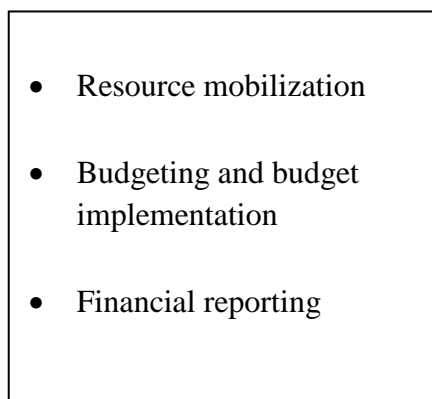 • Resource mobilization
• Budgeting and budget
implementation
• Financial reporting